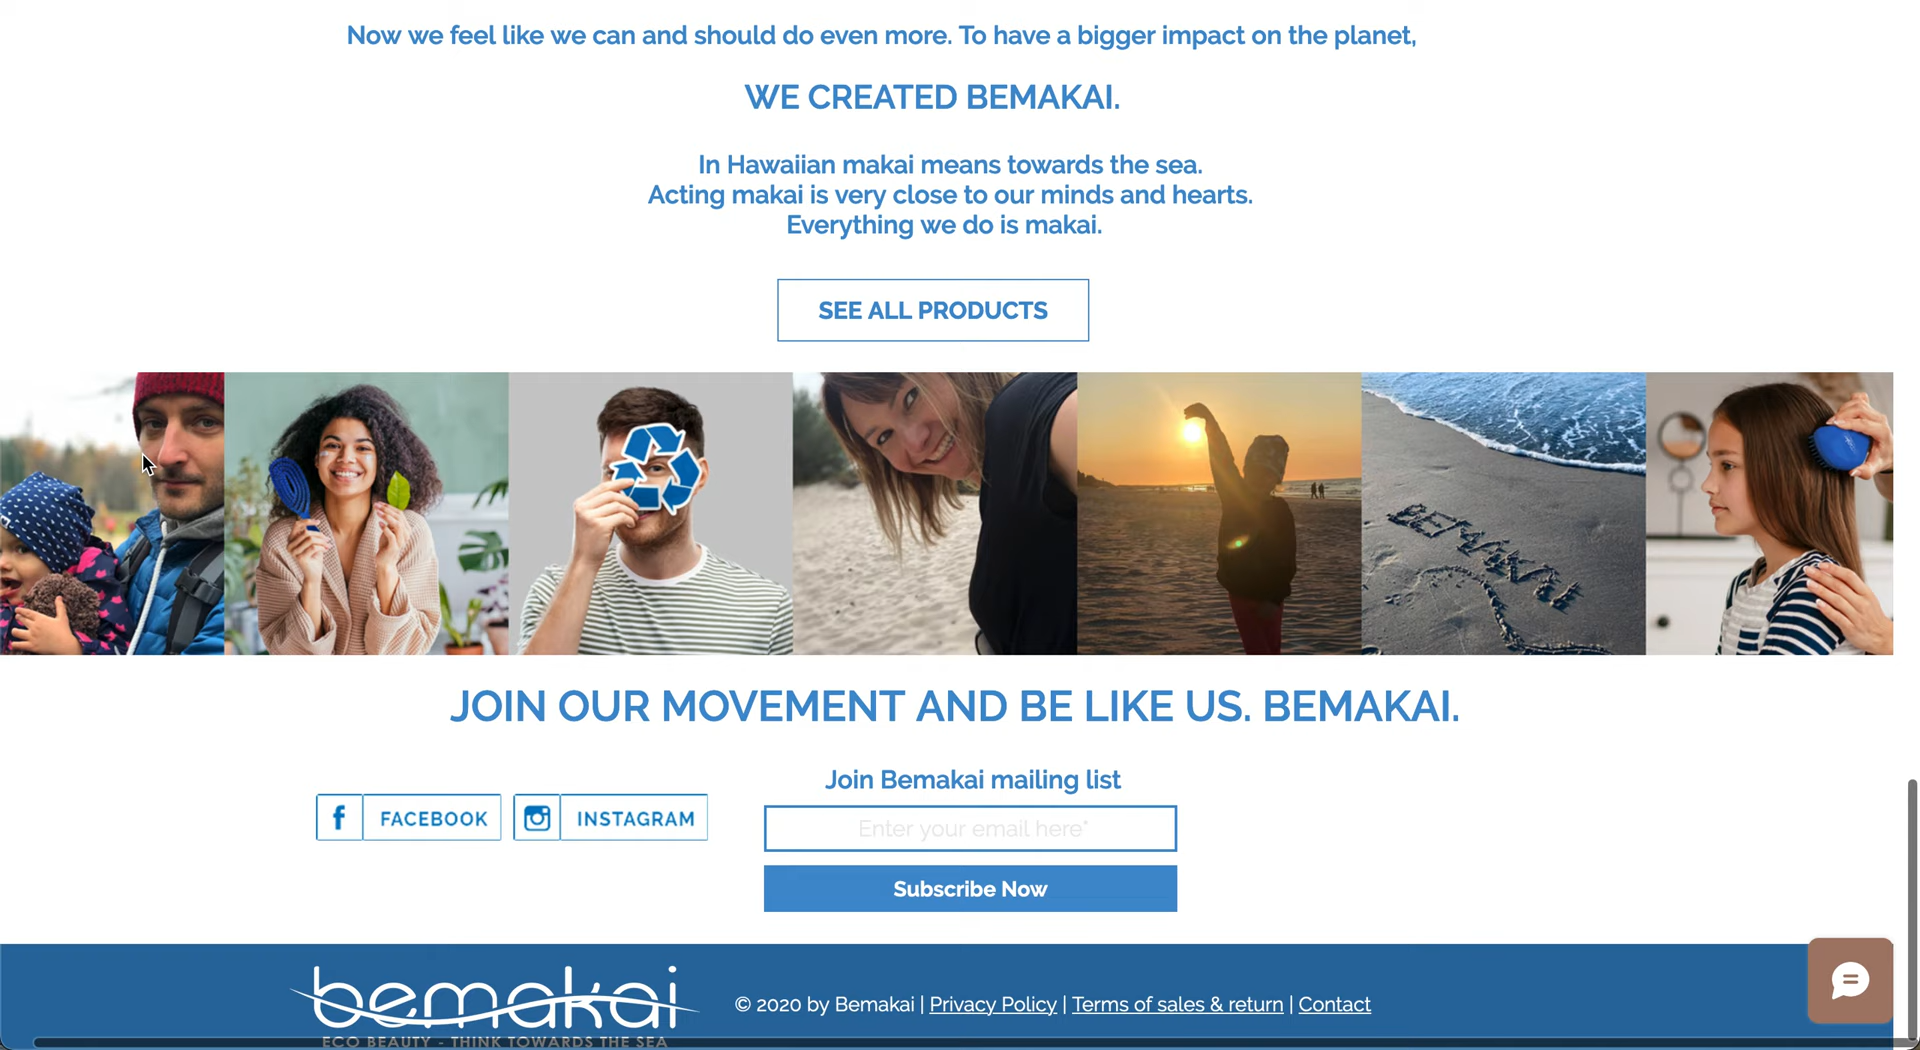 Now we feel like we can and should do even more. To have a bigger impact on the planet,
WE CREATED BEMAKAI.
In Hawaiian makai means towards the sea.
Acting makai is very close to our minds and hearts.
Everything we do is makai.
SEE ALL PRODUCTS
BEMAKAI
JOIN OUR MOVEMENT AND BE LIKE US. BEMAKAI.
FACEBOOK
INSTAGRAM
Join Bemakai mailing list
Enter your email here*
Subscribe Now
bemakai
ECO BEAUTY - THINK TOWARDS THE SEA
© 2020 by Bemakai | Privacy Policy | Terms of sales & return | Contact